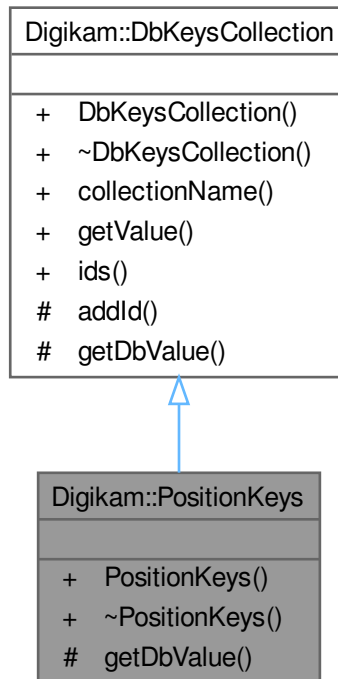 Digikam::DbKeysCollection
+ DbKeysCollection()
+ ~DbKeysCollection()
+ collectionName()
+ getValue()
+ ids()
# addId()
# getDbValue()
Digikam::PositionKeys
+ PositionKeys()
+ ~PositionKeys()
# getDbValue()